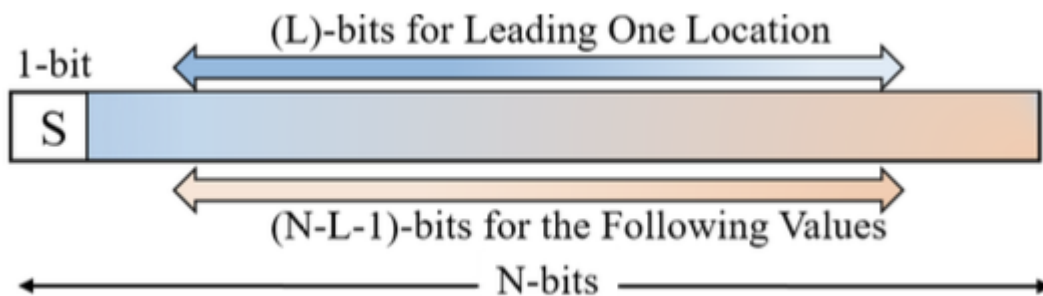 (L)-bits for Leading One Location
1-bit
S
(N-L-1)-bits for the Following Values
N-bits